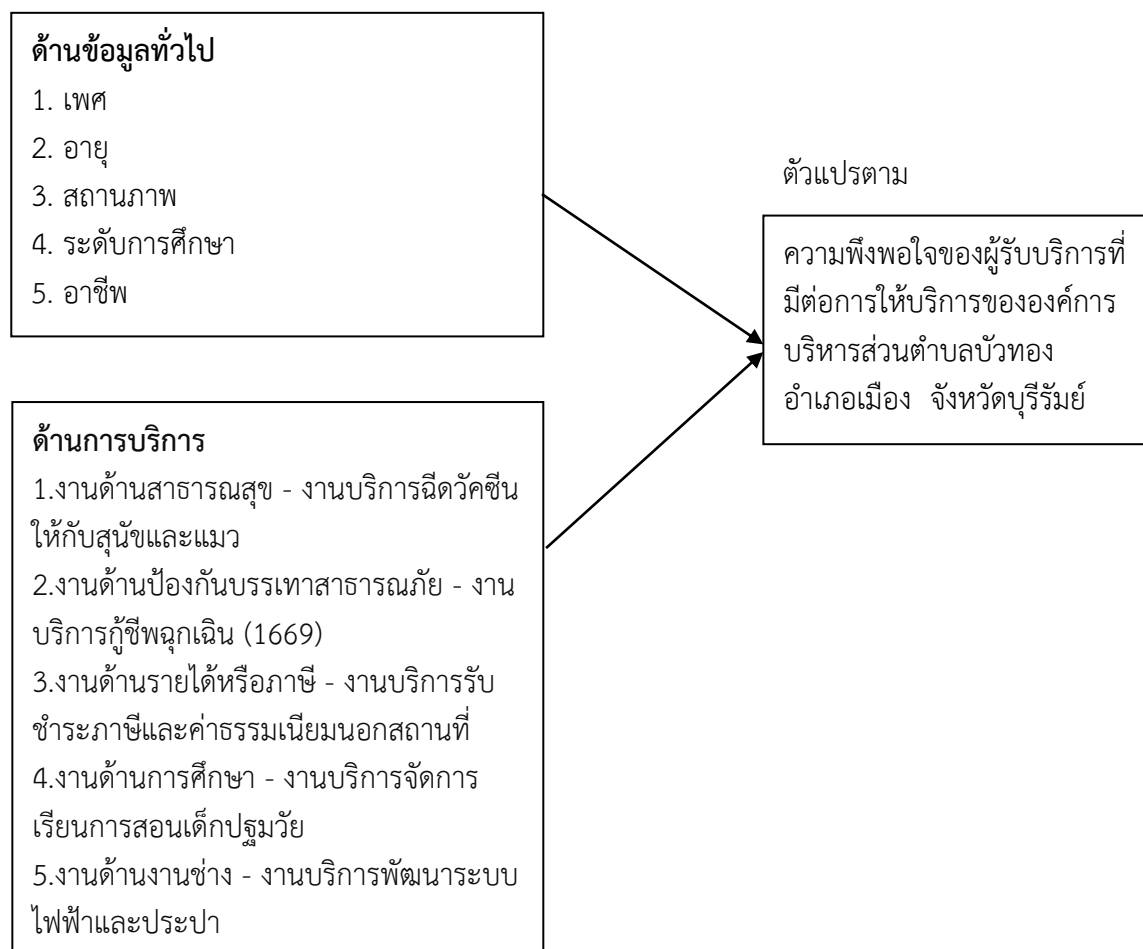 ด้านข้อมูลทั่วไป
1. เพศ
2. อายุ
3. สถานภาพ
4. ระดับการศึกษา
5. อาชีพ
ตัวแปรตาม
ความพึงพอใจของผู้รับบริการที่
มีต่อการให้บริการขององค์การ
บริหารส่วนตำบลบัวทอง
อำเภอเมือง จังหวัดบุรีรัมย์
ด้านการบริการ
1.งานด้านสาธารณสุข - งานบริการฉีดวัคซีน
ให้กับสุนัขและแมว
2.งานด้านป้องกันบรรเทาสาธารณภัย - งาน
บริการกู้ชีพฉุกเฉิน (1669)
3.งานด้านรายได้หรือภาษี - งานบริการรับ
ชำระภาษีและค่าธรรมเนียมนอกสถานที่
4.งานด้านการศึกษา - งานบริการจัดการ
เรียนการสอนเด็กปฐมวัย
5.งานด้านงานช่าง - งานบริการพัฒนาระบบ
ไฟฟ้าและประปา